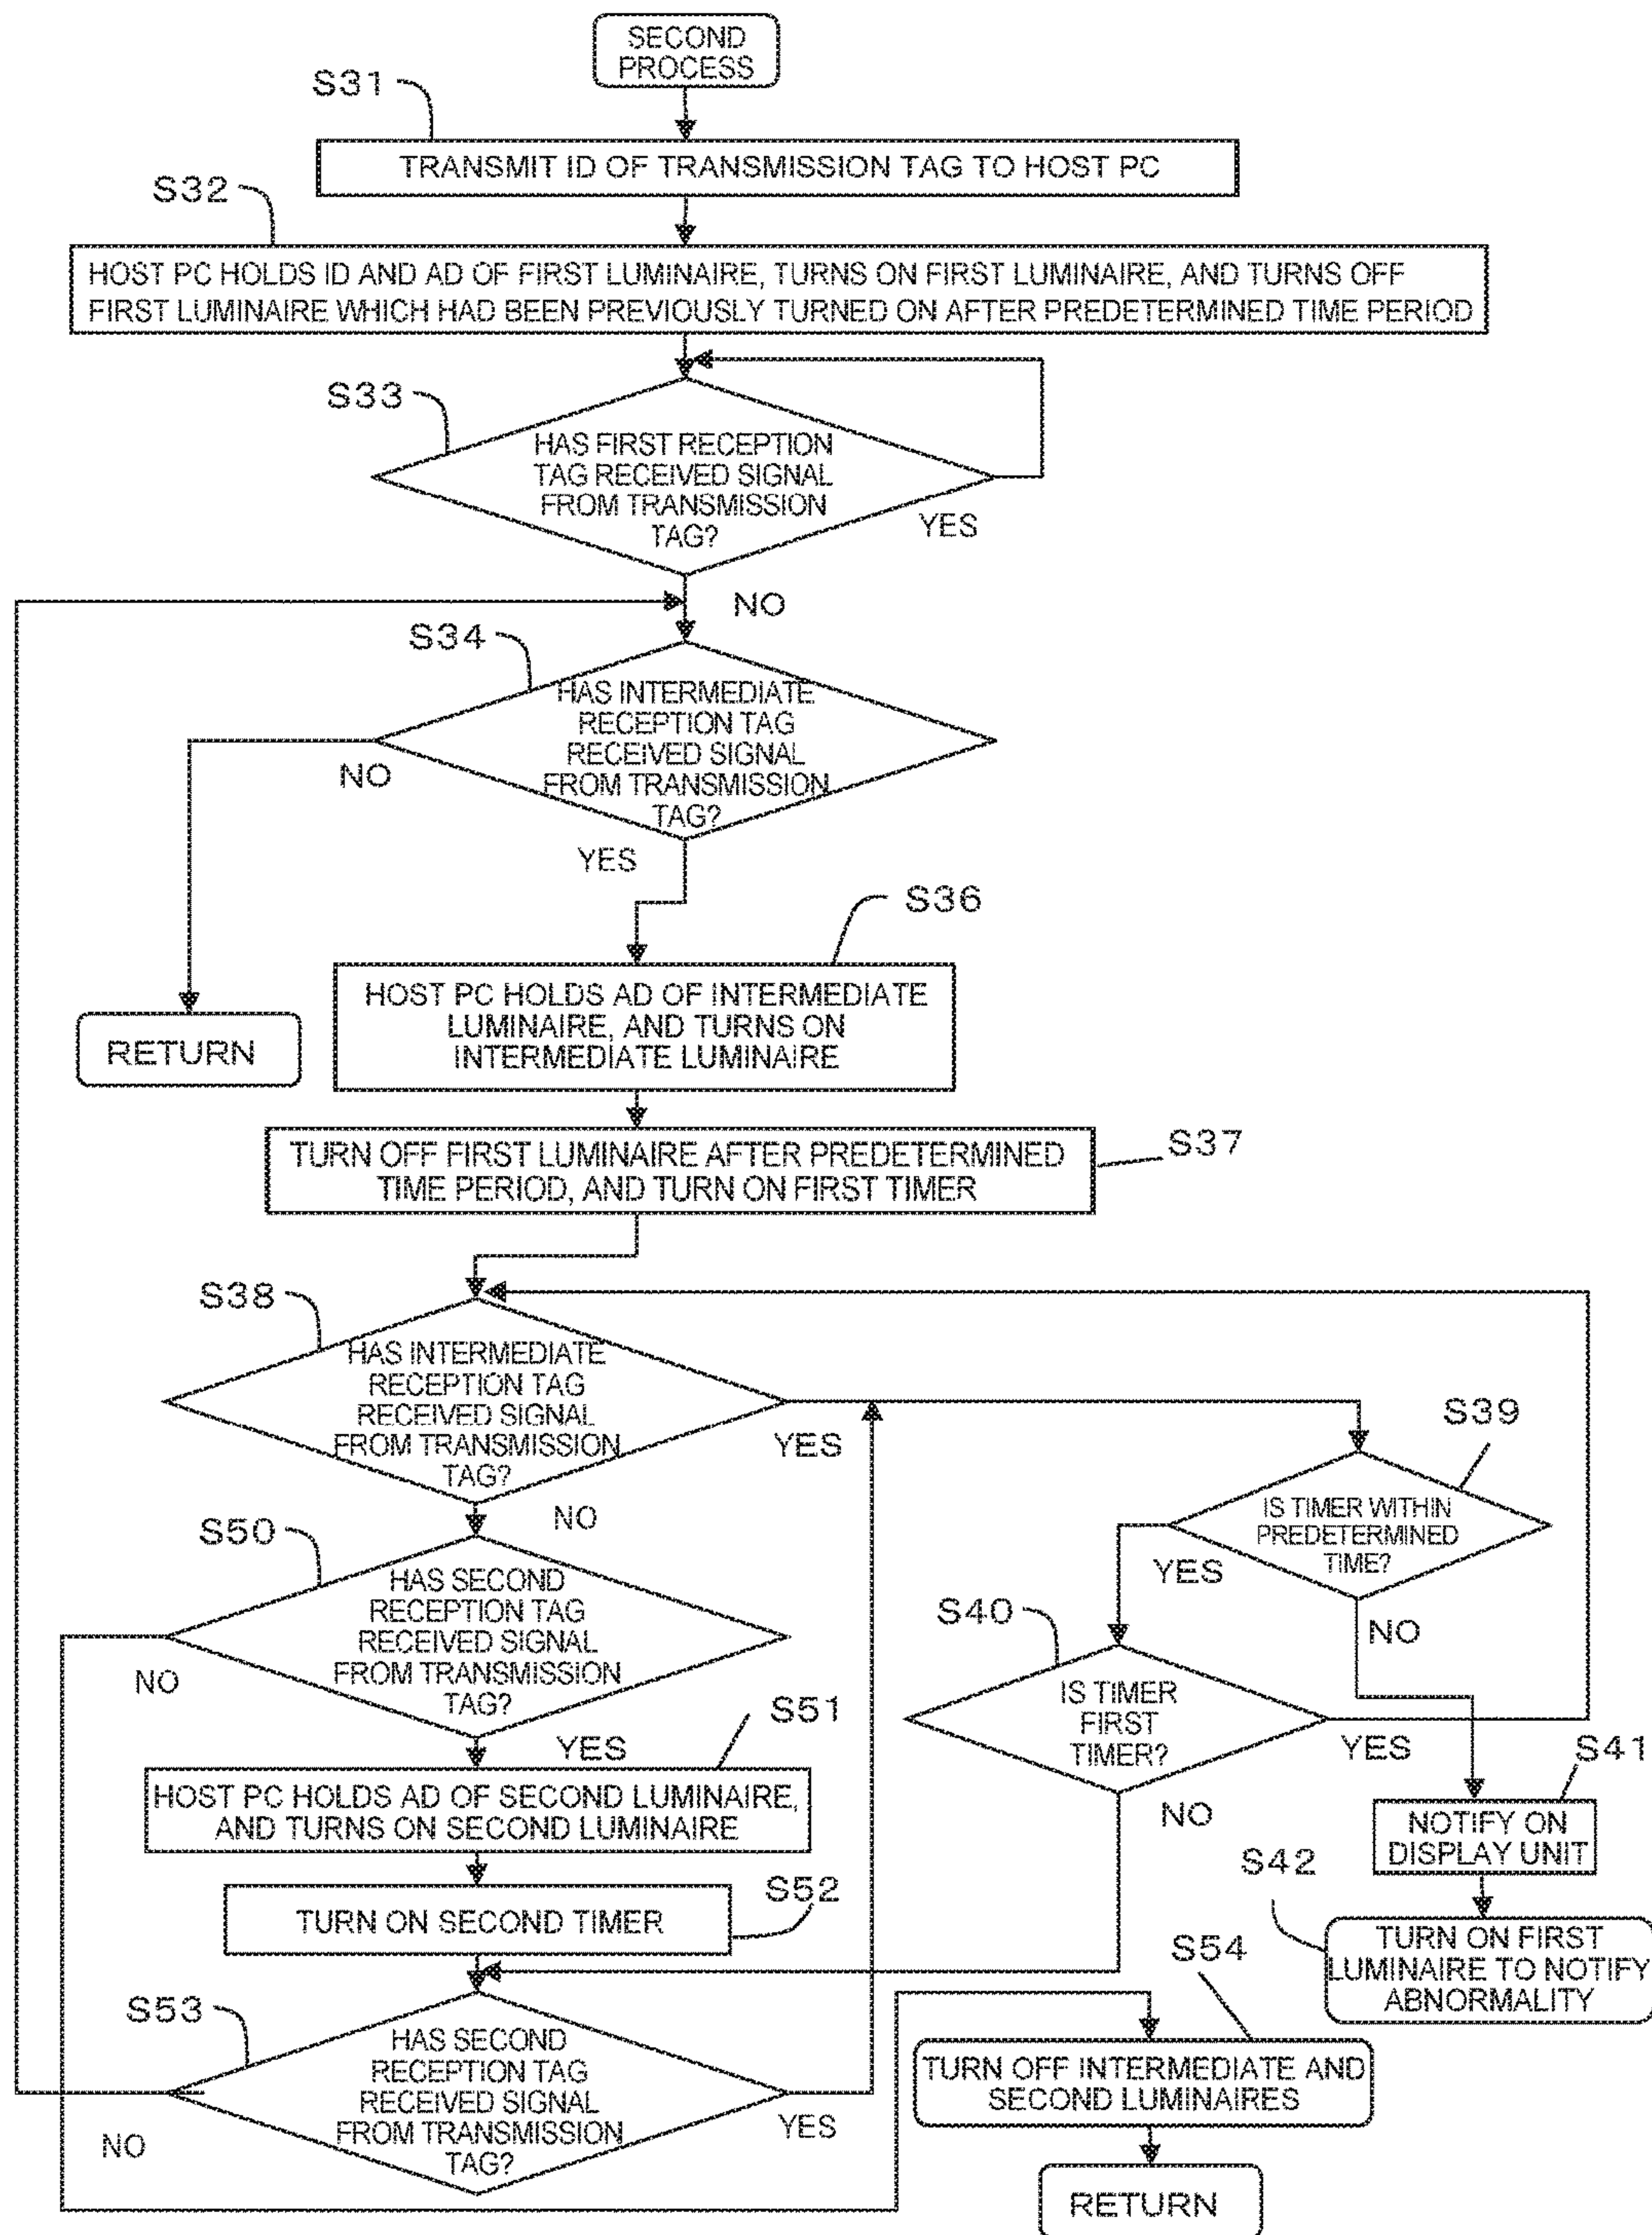 SECOND
PROCESS
S31
TRANSMIT ID OF TRANSMISSION TAG TO HOST PC
S32
HOST PC HOLDS ID AND AD OF FIRST LUMINAIRE, TURNS ON FIRST LUMINAIRE, AND TURNS OFF
FIRST LUMINAIRE WHICH HAD BEEN PREVIOUSLY TURNED ON AFTER PREDETERMINED TIME PERIOD
S33
HAS FIRST RECEPTION
TAG RECEIVED SIGNAL
FROM TRANSMISSION
TAG?
YES
NO
S34
HAS INTERMEDIATE
RECEPTION TAG
RECEIVED SIGNAL
FROM TRANSMISSION
TAG?
NO
YES
RETURN
S36
HOST PC HOLDS AD OF INTERMEDIATE
LUMINAIRE, AND TURNS ON
INTERMEDIATE LUMINAIRE
S37
TURN OFF FIRST LUMINAIRE AFTER PREDETERMINED
TIME PERIOD, AND TURN ON FIRST TIMER
S38
HAS INTERMEDIATE
RECEPTION TAG
RECEIVED SIGNAL
FROM TRANSMISSION
TAG?
YES
NO
S39
IS TIMER WITHIN
PREDETERMINED
TIME?
YES
NO
S40
IS TIMER
FIRST
TIMER?
YES
NO
S41
NOTIFY ON
DISPLAY UNIT
S42
TURN ON FIRST
LUMINAIRE TO NOTIFY
ABNORMALITY
S50
HAS SECOND
RECEPTION TAG
RECEIVED SIGNAL
FROM TRANSMISSION
TAG?
NO
YES
S51
HOST PC HOLDS AD OF SECOND LUMINAIRE,
AND TURNS ON SECOND LUMINAIRE
S52
TURN ON SECOND TIMER
S53
HAS SECOND
RECEPTION TAG
RECEIVED SIGNAL
FROM TRANSMISSION
TAG?
NO
YES
S54
TURN OFF INTERMEDIATE AND
SECOND LUMINAIRES
RETURN